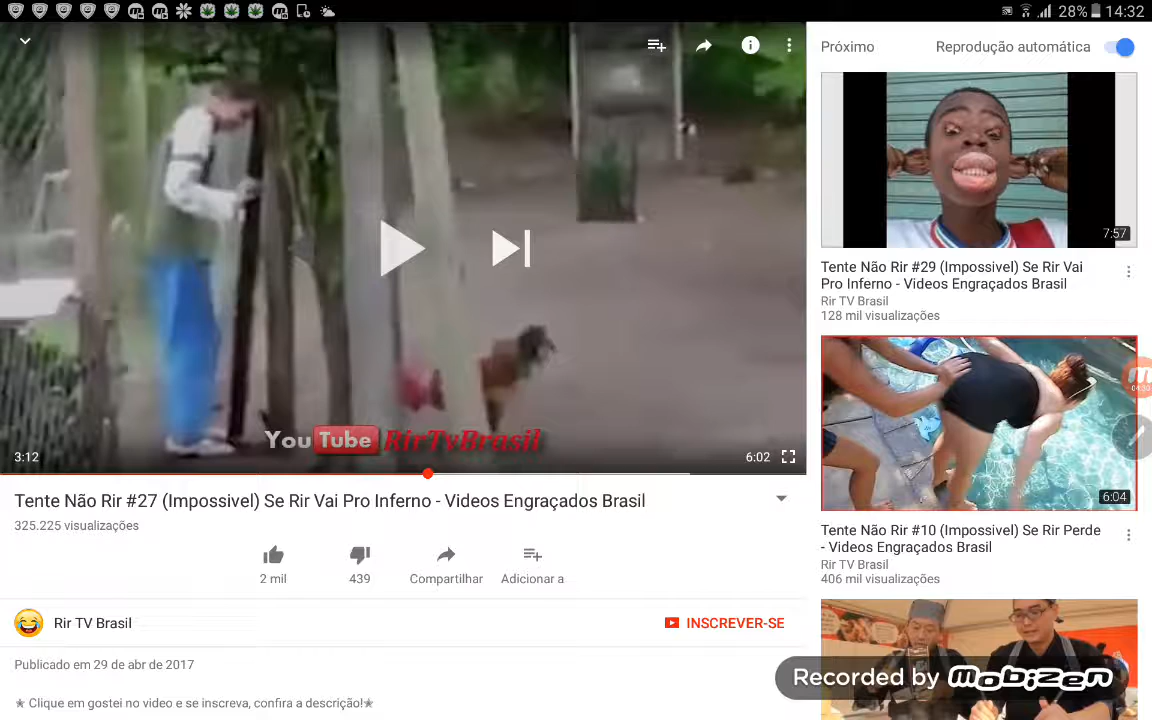 28% 14:32
Próximo Reprodução automática
7:57
Tente Não Rir #29 (Impossivel) Se Rir Vai
Pro Inferno - Videos Engraçados Brasil
Rir TV Brasil
128 mil visualizações
You Tube RirTvBrasil
3:12 6:02
Tente Não Rir #27 (Impossivel) Se Rir Vai Pro Inferno - Videos Engraçados Brasil
325.225 visualizações
2 mil 439 Compartilhar Adicionar a
Rir TV Brasil INSCREVER-SE
Publicado em 29 de abr de 2017
★ Clique em gostei no video e se inscreva, confira a descrição!★
04:30
6:04
Tente Não Rir #10 (Impossivel) Se Rir Perde
- Videos Engraçados Brasil
Rir TV Brasil
406 mil visualizações
Recorded by mobizen